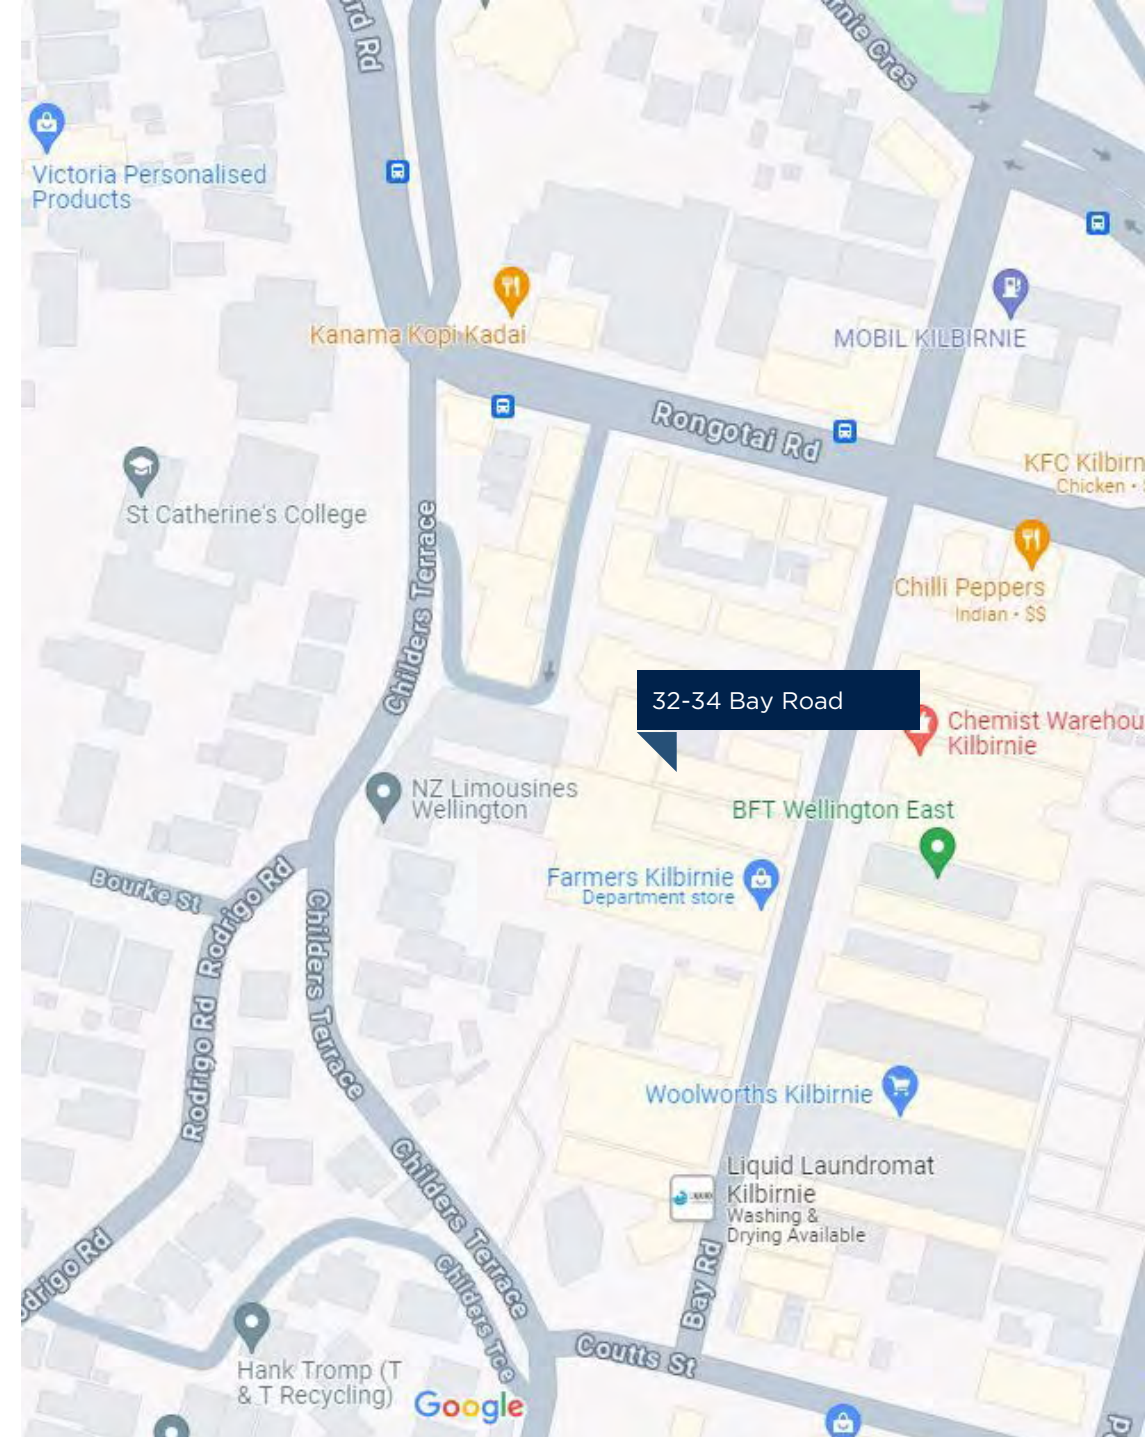 rd Rd
rnie Cres
Victoria Personalised
Products
Kanama Kopi Kadai
MOBIL KILBIRNIE
Rongotai Rd
KFC Kilbirn
Chicken ·
St Catherine's College
Childers Terrace
Chilli Peppers
Indian · $$
32-34 Bay Road
Chemist Warehou
Kilbirnie
NZ Limousines
Wellington
BFT Wellington East
Farmers Kilbirnie
Department store
Bourke St
Rodrigo Rd
Childers Terrace
Rodrigo Rd
Woolworths Kilbirnie
Childers Terrace
Liquid Laundromat
Kilbirnie
Washing &
Drying Available
drigo Rd
Childers Tce
Bay Rd
Coutts St
Hank Tromp (T
& T Recycling)
Google
d